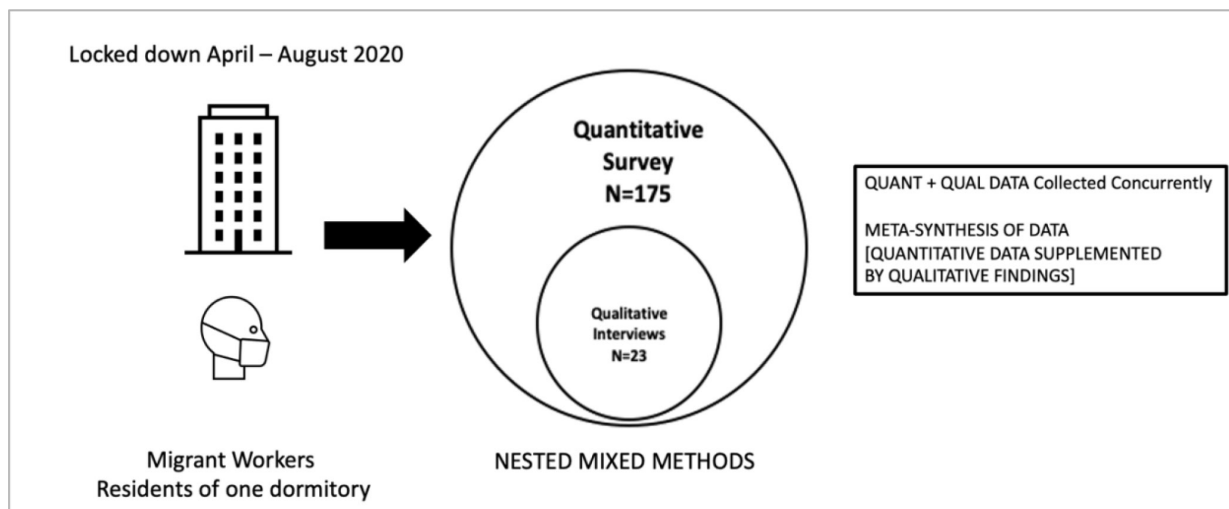 Locked down April – August 2020
Migrant Workers
Residents of one dormitory
Quantitative
Survey
N=175
Qualitative
Interviews
N=23
NESTED MIXED METHODS
QUANT + QUAL DATA Collected Concurrently
META-SYNTHESIS OF DATA
[QUANTITATIVE DATA SUPPLEMENTED
BY QUALITATIVE FINDINGS]